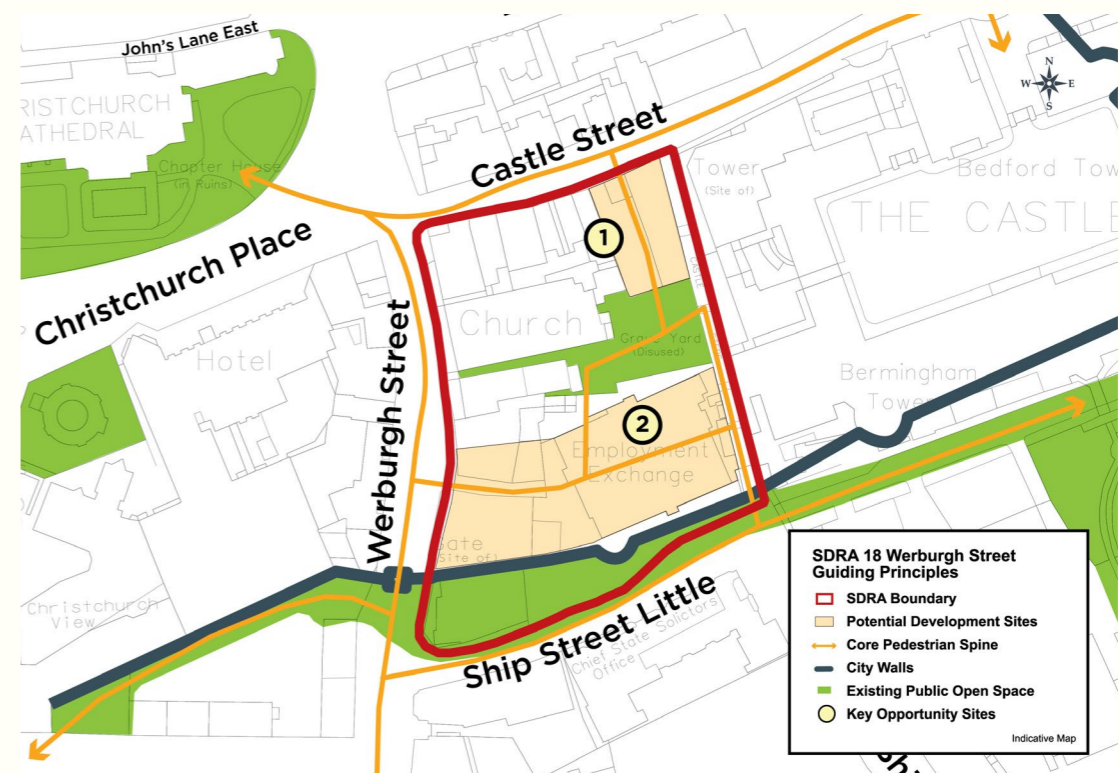 John's Lane East
RISTCHURCH
ATHEDRAL
Chapter House
(in Ruins)
Castle Street
N
W E
S
Tower
(Site of)
Bedford Tow
THE CASTLE
Christchurch Place
1
CASTLE
Church
Grave Yard
(Disused)
Hotel
Werburgh Street
Bermingham
Tower
2
Employment
Exchange
Gate
(Site of)
Christchurch
View
Ship Street Little
Chief State Solicitors
Office
SDRA 18 Werburgh Street
Guiding Principles
SDRA Boundary
Potential Development Sites
Core Pedestrian Spine
City Walls
Existing Public Open Space
Key Opportunity Sites
Indicative Map